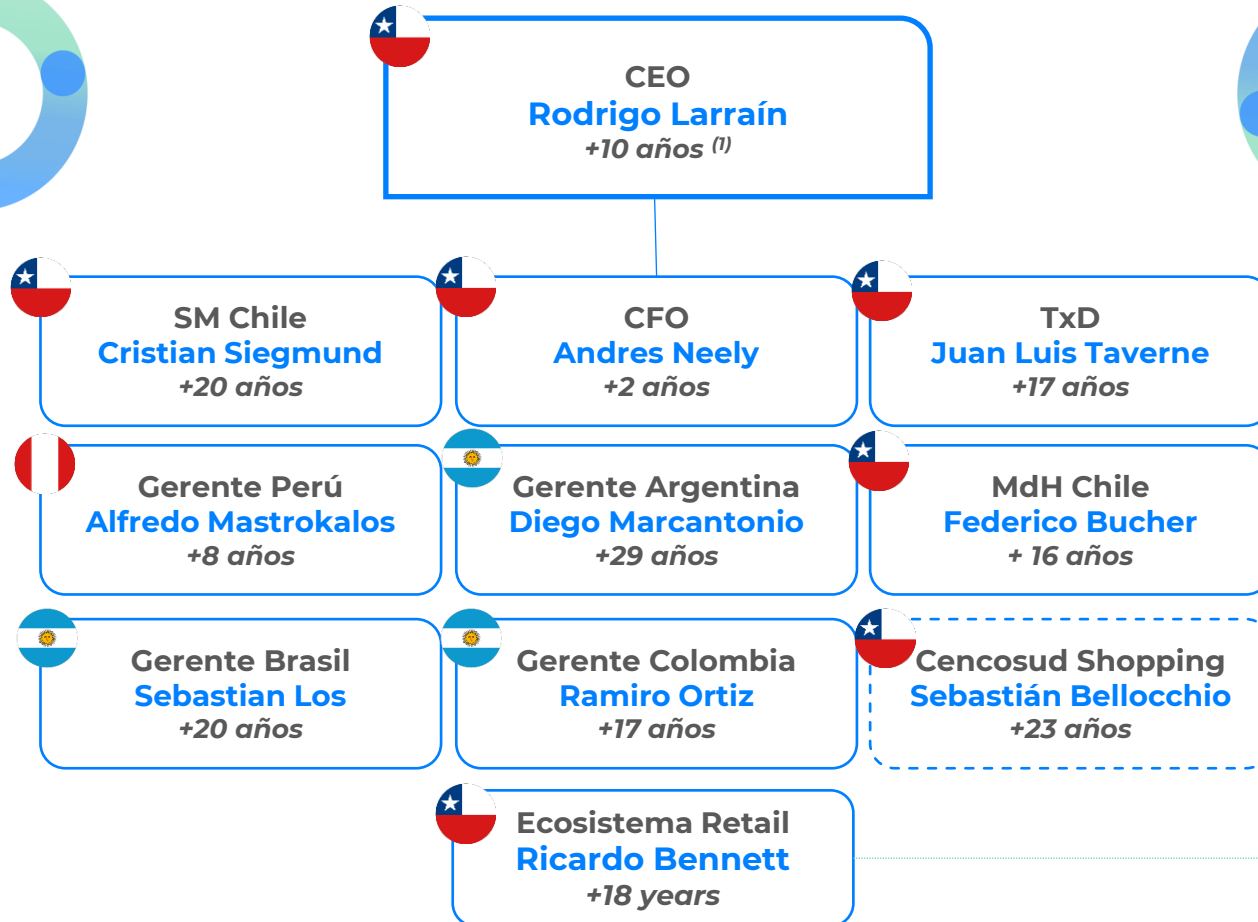 CEO
Rodrigo Larraín
+10 años (1)
SM Chile
Cristian Siegmund
+20 años
CFO
Andres Neely
+2 años
TxD
Juan Luis Taverne
+17 años
Gerente Perú
Alfredo Mastrokalos
+8 años
Gerente Argentina
Diego Marcantonio
+29 años
MdH Chile
Federico Bucher
+ 16 años
Gerente Brasil
Sebastian Los
+20 años
Gerente Colombia
Ramiro Ortiz
+17 años
Cencosud Shopping
Sebastián Bellocchio
+23 años
Ecosistema Retail
Ricardo Bennett
+18 years